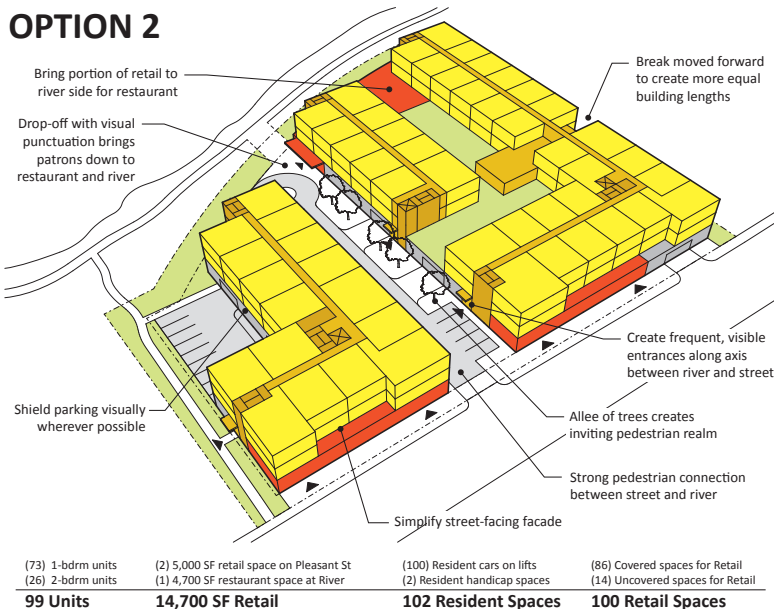 OPTION 2
Bring portion of retail to
river side for restaurant
Drop-off with visual
punctuation brings
patrons down to
restaurant and river
Break moved forward
to create more equal
building lengths
Create frequent, visible
entrances along axis
between river and street
Shield parking visually
wherever possible
Allee of trees creates
inviting pedestrian realm
Strong pedestrian connection
between street and river
Simplify street-facing facade
(73) 1-bdrm units
(26) 2-bdrm units
99 Units
(2) 5,000 SF retail space on Pleasant St
(1) 4,700 SF restaurant space at River
14,700 SF Retail
(100) Resident cars on lifts
(2) Resident handicap spaces
102 Resident Spaces
(86) Covered spaces for Retail
(14) Uncovered spaces for Retail
100 Retail Spaces